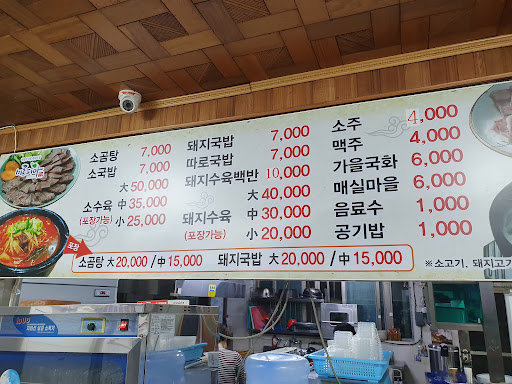 소곰탕 7,000
소국밥 7,000
大 50,000
소수육 中 35,000
(포장가능) 小 25,000
돼지국밥 7,000
따로국밥 7,000
돼지수육백반 10,000
大 40,000
돼지수육 中 30,000
(포장가능) 小 20,000
소주 4,000
맥주 4,000
가을국화 6,000
매실마을 6,000
음료수 1,000
공기밥 1,000
포장
소곰탕 大 20,000 / 中 15,000 돼지국밥 大 20,000 / 中 15,000
※소고기, 돼지고기